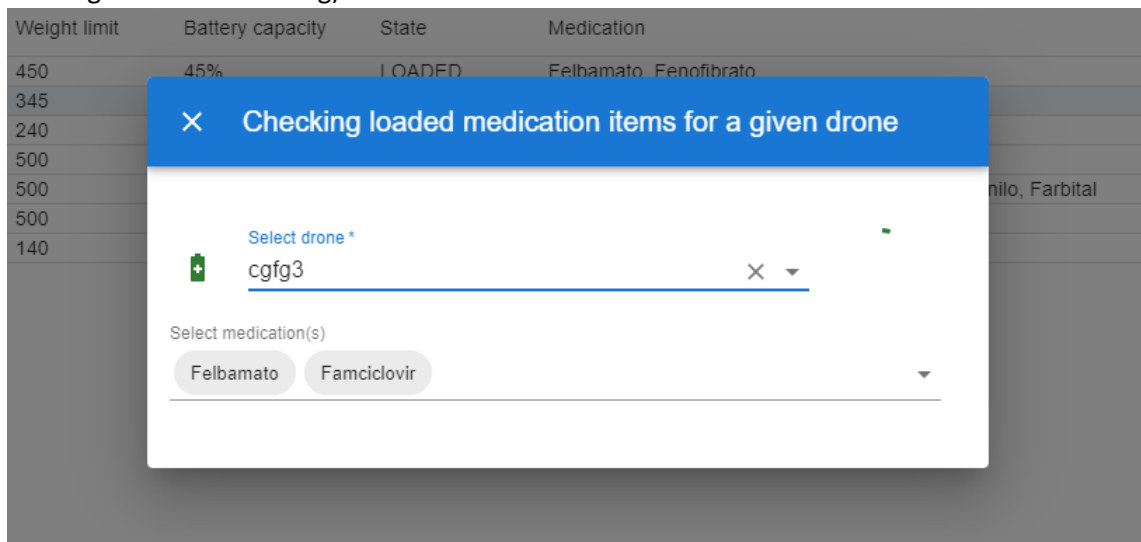 Weight limit Battery capacity State Medication
450 45% LOADED Felbamato, Fenofibrato
345
240
500
500 nilo, Farbital
500
140
Checking loaded medication items for a given drone
Select drone *
cgfg3
Select medication(s)
Felbamato Famciclovir